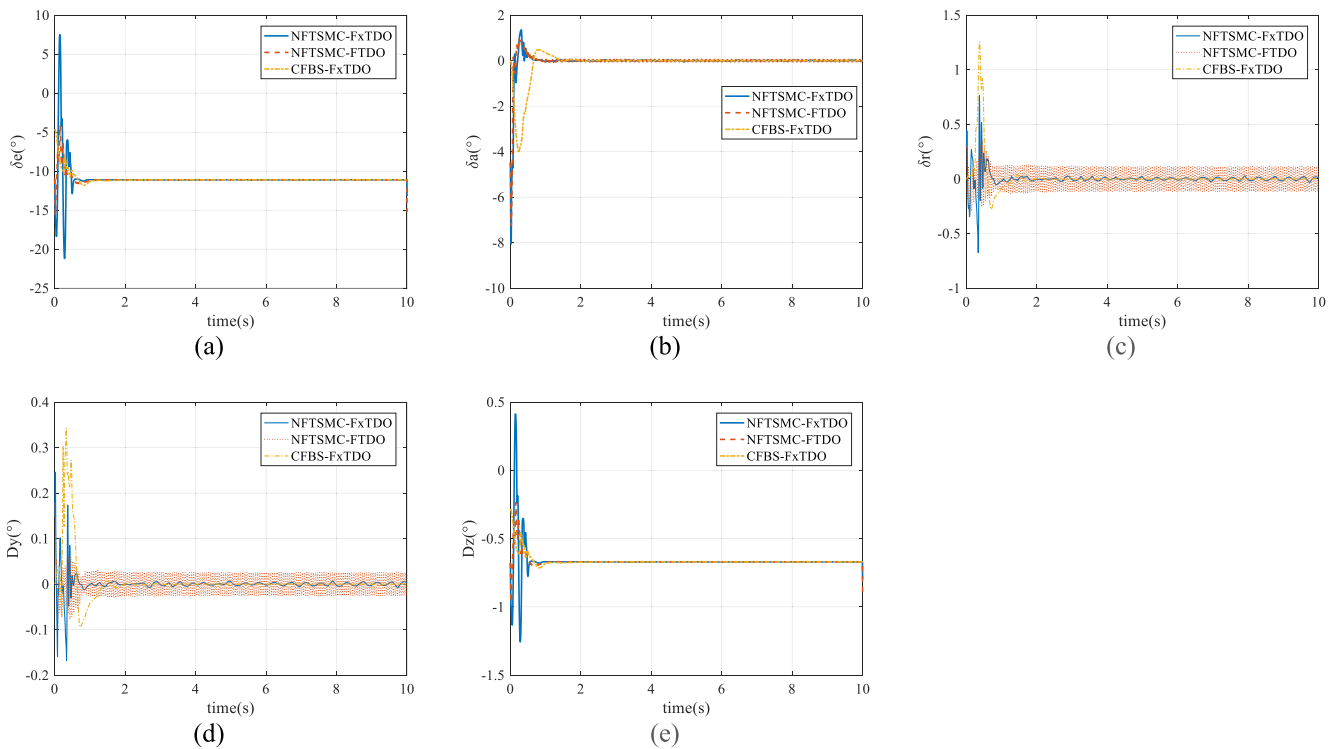 10
5
0
-5
-10
-15
-20
-25
δe(°)
NFTSMC-FxTDO
NFTSMC-FTDO
CFBS-FxTDO
0 2 4 6 8 10
time(s)
(a)
2
0
-2
-4
-6
-8
-10
δa(°)
NFTSMC-FxTDO
NFTSMC-FTDO
CFBS-FxTDO
0 2 4 6 8 10
time(s)
(b)
1.5
1
0.5
0
-0.5
-1
δr(°)
NFTSMC-FxTDO
NFTSMC-FTDO
CFBS-FxTDO
0 2 4 6 8 10
time(s)
(c)
0.4
0.3
0.2
0.1
0
-0.1
-0.2
Dy(°)
NFTSMC-FxTDO
NFTSMC-FTDO
CFBS-FxTDO
0 2 4 6 8 10
time(s)
(d)
0.5
0
-0.5
-1
-1.5
Dz(°)
NFTSMC-FxTDO
NFTSMC-FTDO
CFBS-FxTDO
0 2 4 6 8 10
time(s)
(e)